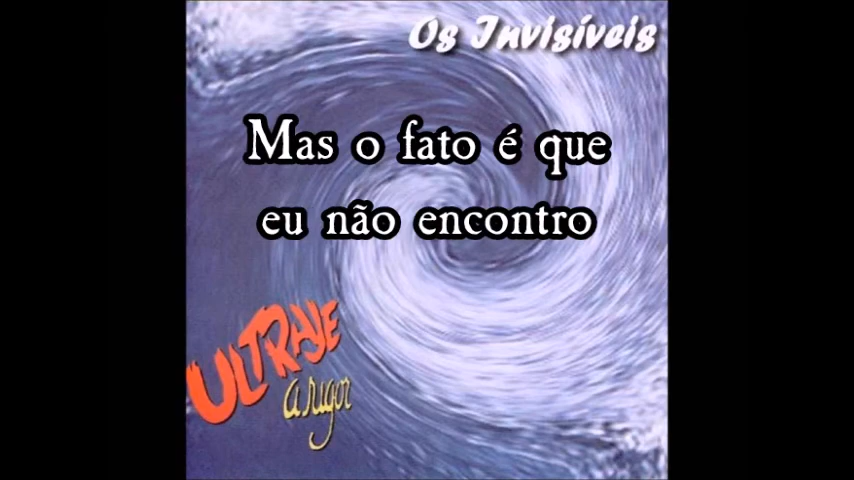 Os Invisíveis
Mas o fato é que
eu não encontro
ULTRAJE
a rigor